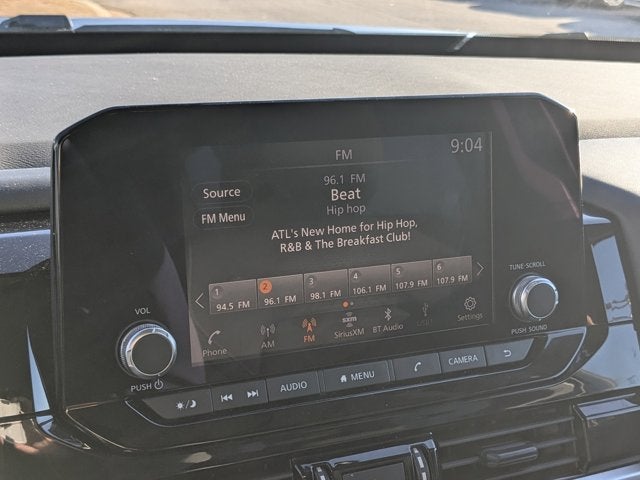 FM
9:04
96.1 FM
Source
Beat
Hip hop
FM Menu
ATL's New Home for Hip Hop,
R&B & The Breakfast Club!
1 94.5 FM
2 96.1 FM
3 98.1 FM
4 106.1 FM
5 107.9 FM
6 107.9 FM
Phone
AM
FM
sxm
SiriusXM
BT Audio
USB1
Settings
VOL
PUSH
TUNE-SCROLL
PUSH SOUND
AUDIO
MENU
CAMERA